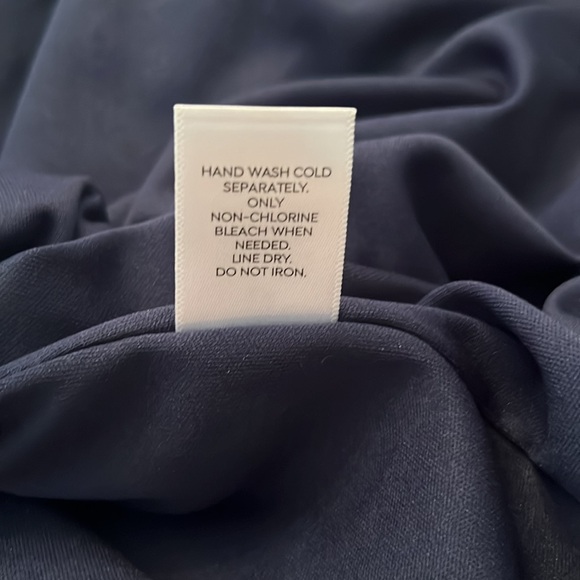 HAND WASH COLD
SEPARATELY.
ONLY
NON-CHLORINE
BLEACH WHEN
NEEDED.
LINE DRY.
DO NOT IRON.